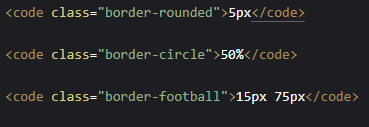 <code class="border-rounded">5px</code>
<code class="border-circle">50%</code>
<code class="border-football">15px 75px</code>